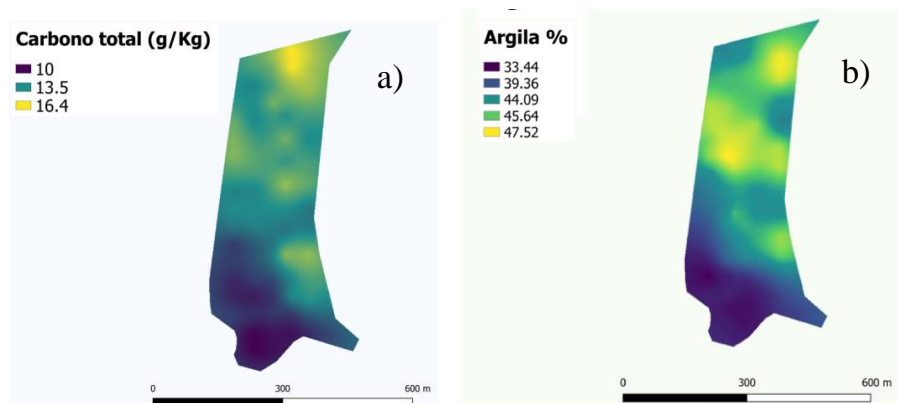 Carbono total (g/Kg)
10
13.5
16.4
a)
0 300 600 m
Argila %
33.44
39.36
44.09
45.64
47.52
b)
0 300 600 m